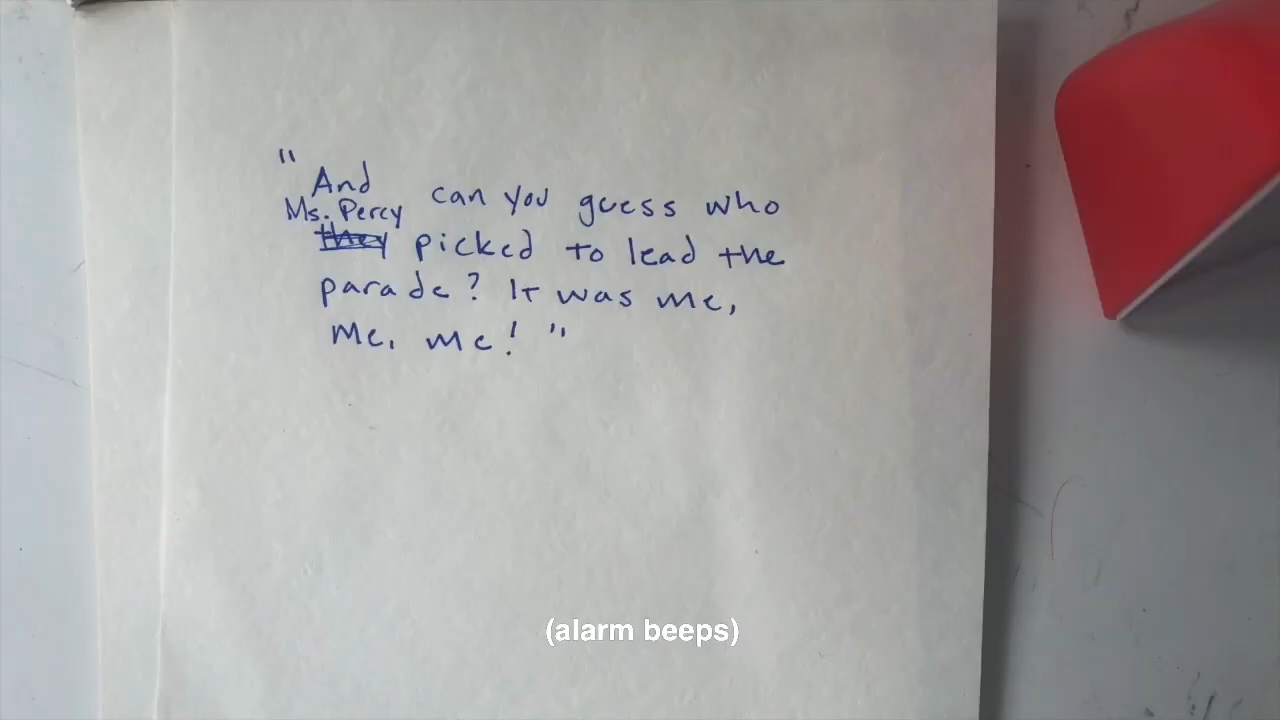 "And can you guess who
Ms. Percy
they picked to lead the
parade? It was me,
me, me!"
(alarm beeps)